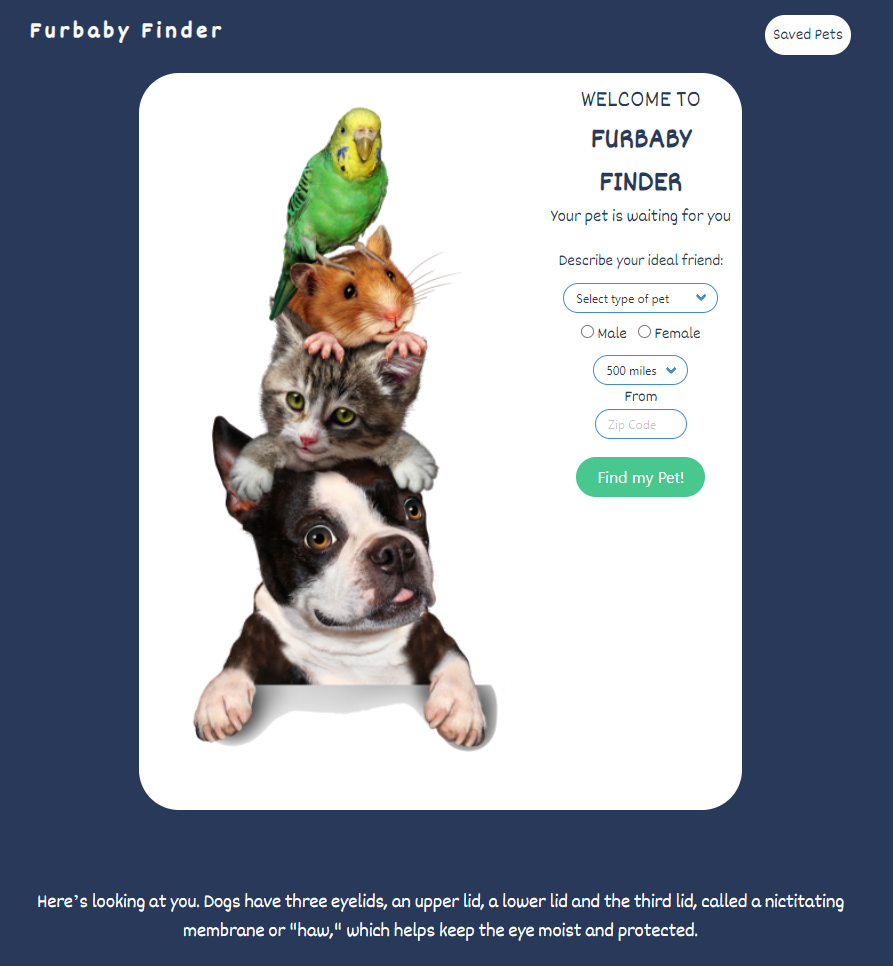 Furbaby Finder
Saved Pets
WELCOME TO
FURBABY
FINDER
Your pet is waiting for you
Describe your ideal friend:
Select type of pet
Male Female
500 miles
From
Zip Code
Find my Pet!
Here’s looking at you. Dogs have three eyelids, an upper lid, a lower lid and the third lid, called a nictitating
membrane or "haw," which helps keep the eye moist and protected.